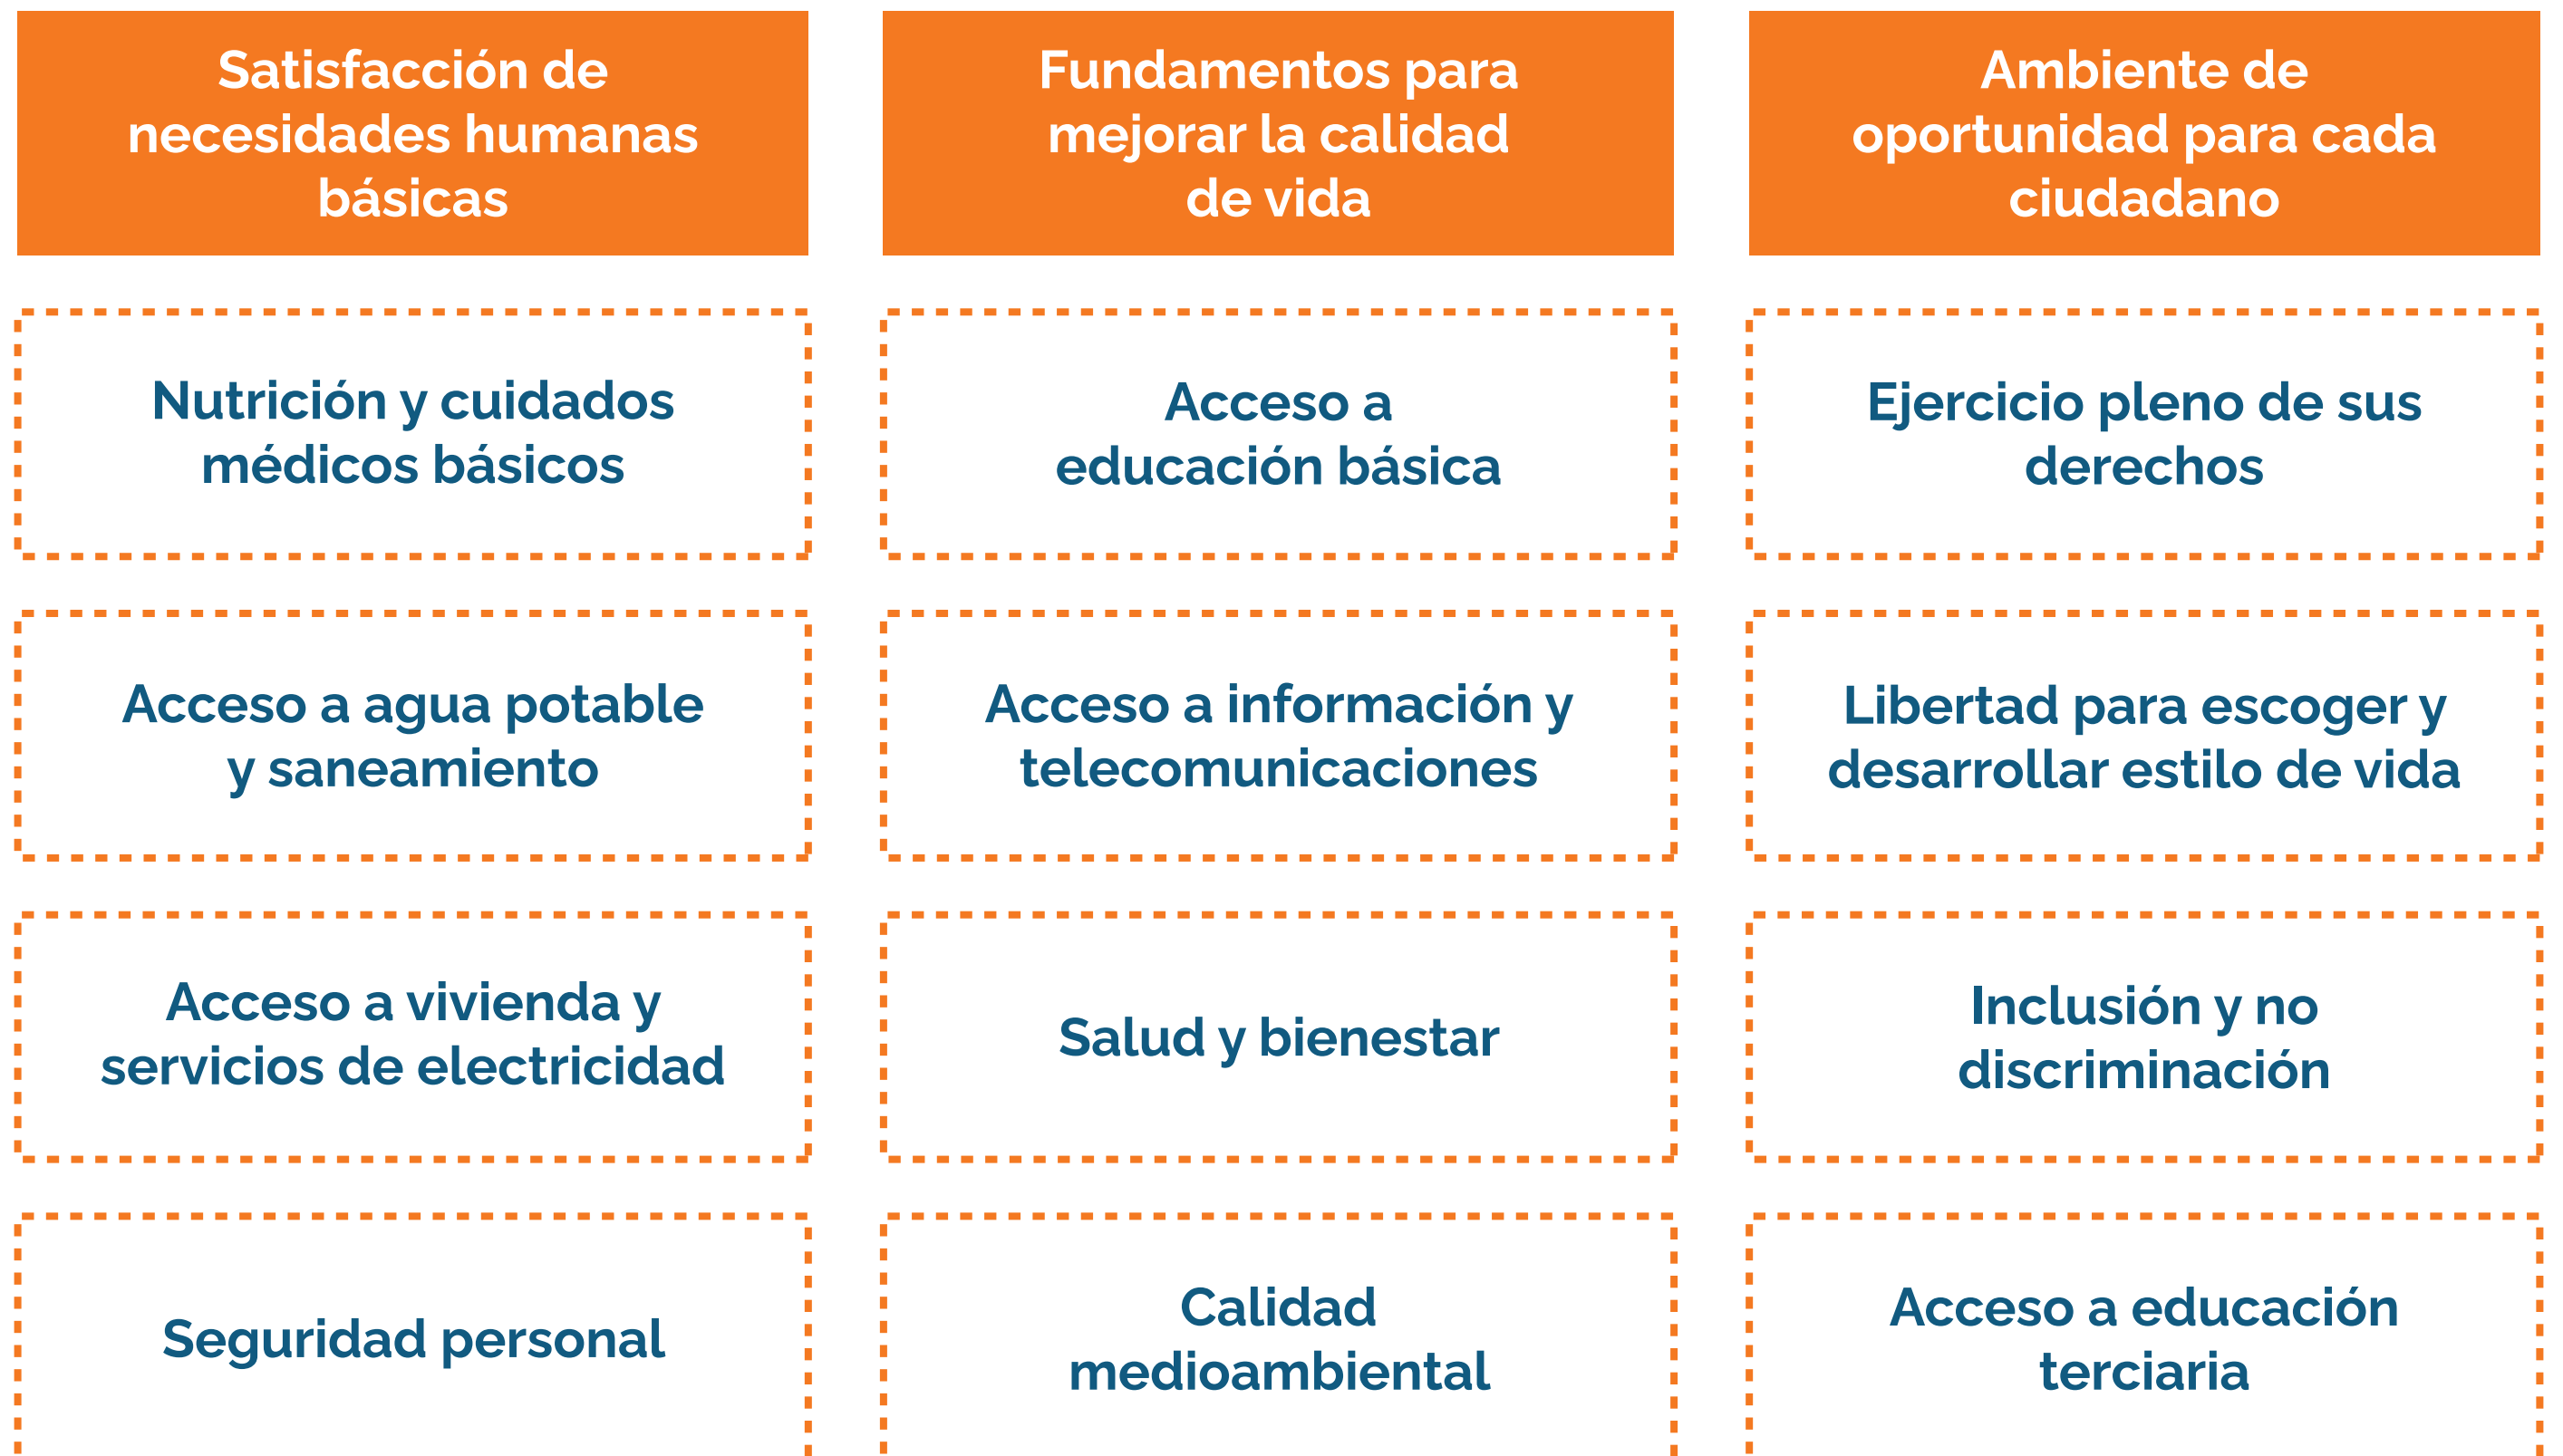 Satisfacción de
necesidades humanas
básicas
Fundamentos para
mejorar la calidad
de vida
Ambiente de
oportunidad para cada
ciudadano
Nutrición y cuidados
médicos básicos
Acceso a
educación básica
Ejercicio pleno de sus
derechos
Acceso a agua potable
y saneamiento
Acceso a información y
telecomunicaciones
Libertad para escoger y
desarrollar estilo de vida
Acceso a vivienda y
servicios de electricidad
Salud y bienestar
Inclusión y no
discriminación
Seguridad personal
Calidad
medioambiental
Acceso a educación
terciaria